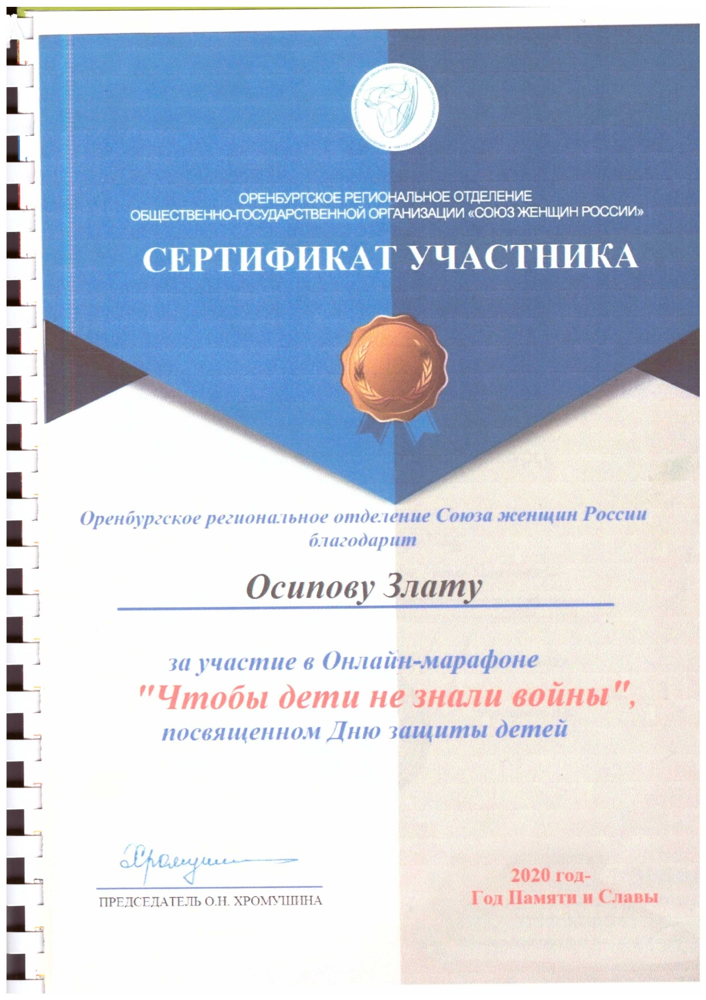 ОРЕНБУРГСКОЕ РЕГИОНАЛЬНОЕ ОТДЕЛЕНИЕ
ОБЩЕСТВЕННО-ГОСУДАРСТВЕННОЙ ОРГАНИЗАЦИИ «СОЮЗ ЖЕНЩИН РОССИИ»
СЕРТИФИКАТ УЧАСТНИКА
Оренбургское региональное отделение Союза женщин России
благодарит
Осипову Злату
за участие в Онлайн-марафоне
"Чтобы дети не знали войны",
посвященном Дню защиты детей
ПРЕДСЕДАТЕЛЬ О.Н. ХРОМУШИНА
2020 год-
Год Памяти и Славы